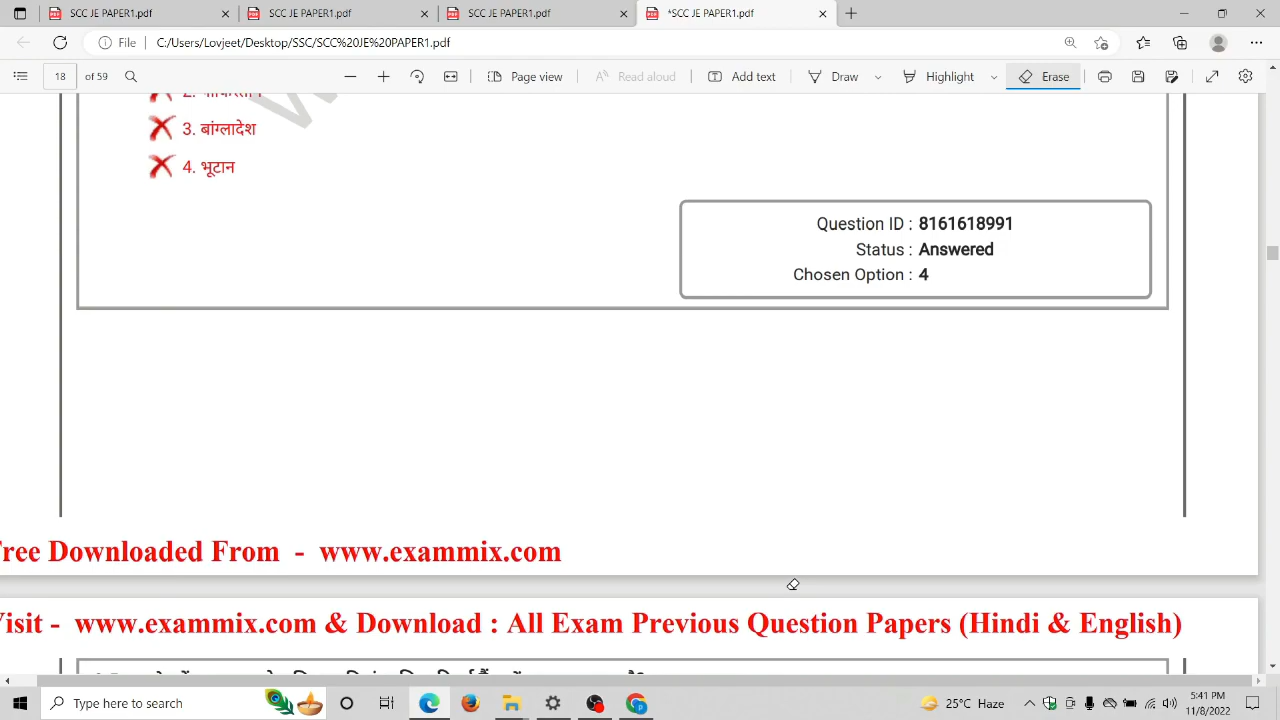 SCC JE PAPER1.pdf
SCC JE PAPER1.pdf
SCC JE PAPER1.pdf
*SCC JE PAPER1.pdf
File
C:/Users/Lovjeet/Desktop/SSC/SCC%20JE%20PAPER1.pdf
18 of 59
Page view
Read aloud
Add text
Draw
Highlight
Erase
3. बांग्लादेश
4. भूटान
Question ID : 8161618991
Status : Answered
Chosen Option : 4
Free Downloaded From - www.exammix.com
Visit - www.exammix.com & Download : All Exam Previous Question Papers (Hindi & English)
Type here to search
25°C Haze
5:41 PM
11/8/2022